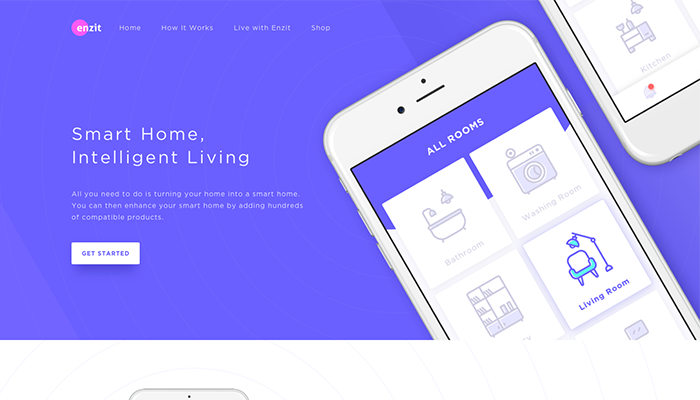 enzit
Home
How It Works
Live with Enzit
Shop
Smart Home,
Intelligent Living
All you need to do is turning your home into a smart home.
You can then enhance your smart home by adding hundreds
of compatible products.
GET STARTED
ALL ROOMS
Bathroom
Washing Room
Living Room
Kitchen